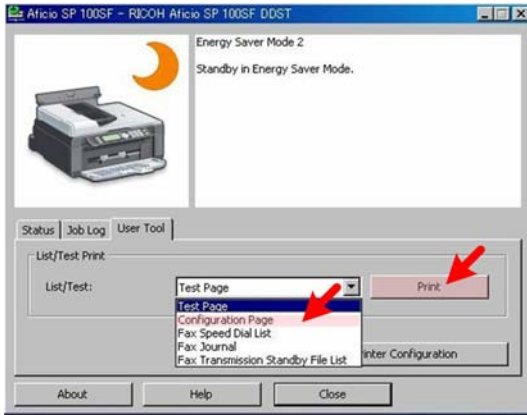 Aficio SP 100SF - RICOH Aficio SP 100SF DDST
Energy Saver Mode 2
Standby in Energy Saver Mode.
Status Job Log User Tool
List/Test Print
List/Test: Test Page Print
Test Page
Configuration Page
Fax Speed Dial List
Fax Journal
Fax Transmission Standby File List
Configuration
About Help Close